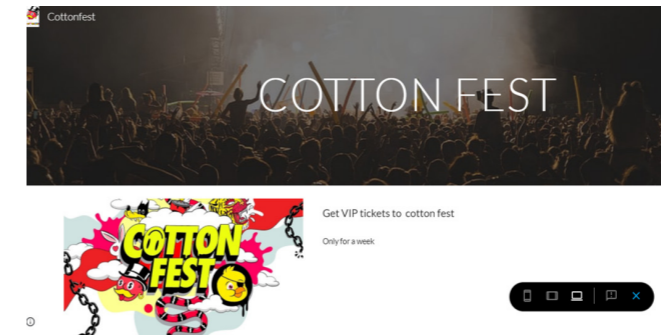 Cottonfest
COTTON FEST
Get VIP tickets to cotton fest
Only for a week
COTTON
FEST